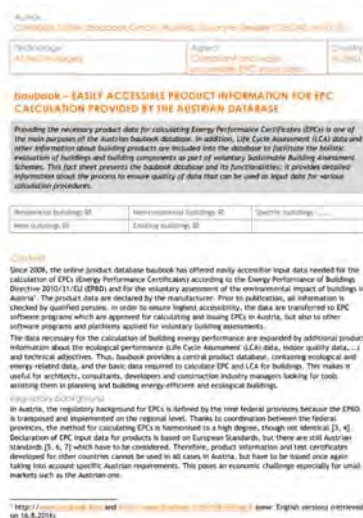 Author:
Technology
Aspect
Country
baubook – EASILY ACCESSIBLE PRODUCT INFORMATION FOR EPC
CALCULATION PROVIDED BY THE AUSTRIAN DATABASE
Providing the necessary product data for calculating Energy Performance Certificates (EPCs) is one of
the main purposes of the Austrian baubook database. In addition, Life Cycle Assessment (LCA) data and
other information about building products are included into the database to facilitate the holistic
evaluation of buildings and building components as part of voluntary Sustainable Building Assessment
Schemes. This fact sheet presents the baubook database and its functionalities; it provides detailed
information about the process to ensure quality of data that can be used as input data for various
calculation procedures.
Residential buildings ☑
Non-residential buildings ☑
Specific buildings: ......
New buildings ☑
Existing buildings ☑
Context
Since 2008, the online product database baubook has offered easily accessible input data needed for the
calculation of EPCs (Energy Performance Certificates) according to the Energy Performance of Buildings
Directive 2010/31/EU (EPBD) and for the voluntary assessment of the environmental impact of buildings in
Austria¹. The product data are declared by the manufacturer. Prior to publication, all information is
checked by qualified persons. In order to ensure highest accessibility, the data are transferred to EPC
software programs which are approved for calculating and issuing EPCs in Austria, but also to other
software programs and platforms applied for voluntary building assessments.
The data necessary for the calculation of building energy performance are expanded by additional product
information about the ecological performance (Life Cycle Assessment (LCA) data, indoor quality data, …)
and technical adjectives. Thus, baubook provides a central product database, containing ecological and
energy-related data, and the basic data required to calculate EPC and LCA for buildings. This makes it
useful for architects, consultants, developers and construction industry managers looking for tools
assisting them in planning and building energy-efficient and ecological buildings.
Regulatory background
In Austria, the regulatory background for EPCs is defined by the nine federal provinces because the EPBD
is transposed and implemented on the regional level. Thanks to coordination between the federal
provinces, the method for calculating EPCs is harmonised to a high degree, though not identical [3, 4].
Declaration of EPC input data for products is based on European Standards, but there are still Austrian
standards [5, 6, 7] which have to be considered. Therefore, product information and test certificates
developed for other countries cannot be used in all cases in Austria, but have to be issued once again
taking into account specific Austrian requirements. This poses an economic challenge especially for small
markets such as the Austrian one.
and
(new: English version) (retrieved
on 16.8.2016)